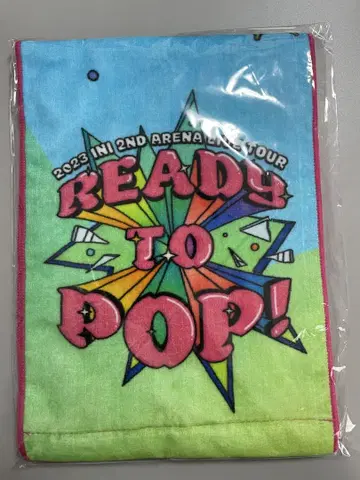 2023 INI 2ND ARENA LIVE TOUR
READY
TO
POP!